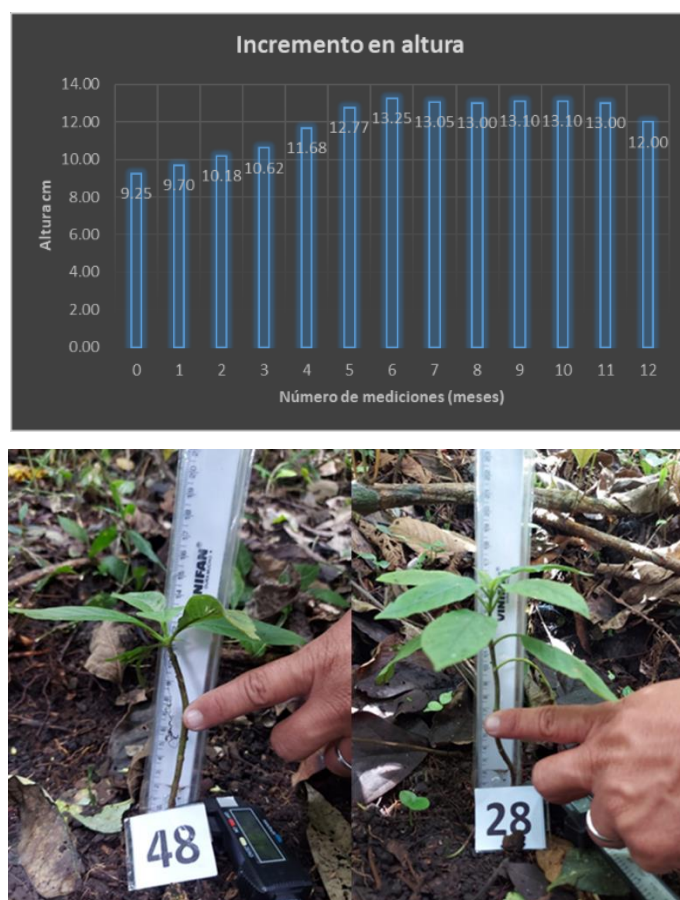 Incremento en altura
14.00
12.00
10.00
8.00
6.00
4.00
2.00
0.00
Altura cm
9.25 9.70 10.18 10.62 11.68 12.77 13.25 13.05 13.00 13.10 13.10 13.00 12.00
0 1 2 3 4 5 6 7 8 9 10 11 12
Número de mediciones (meses)
VINIFAN®
48
28